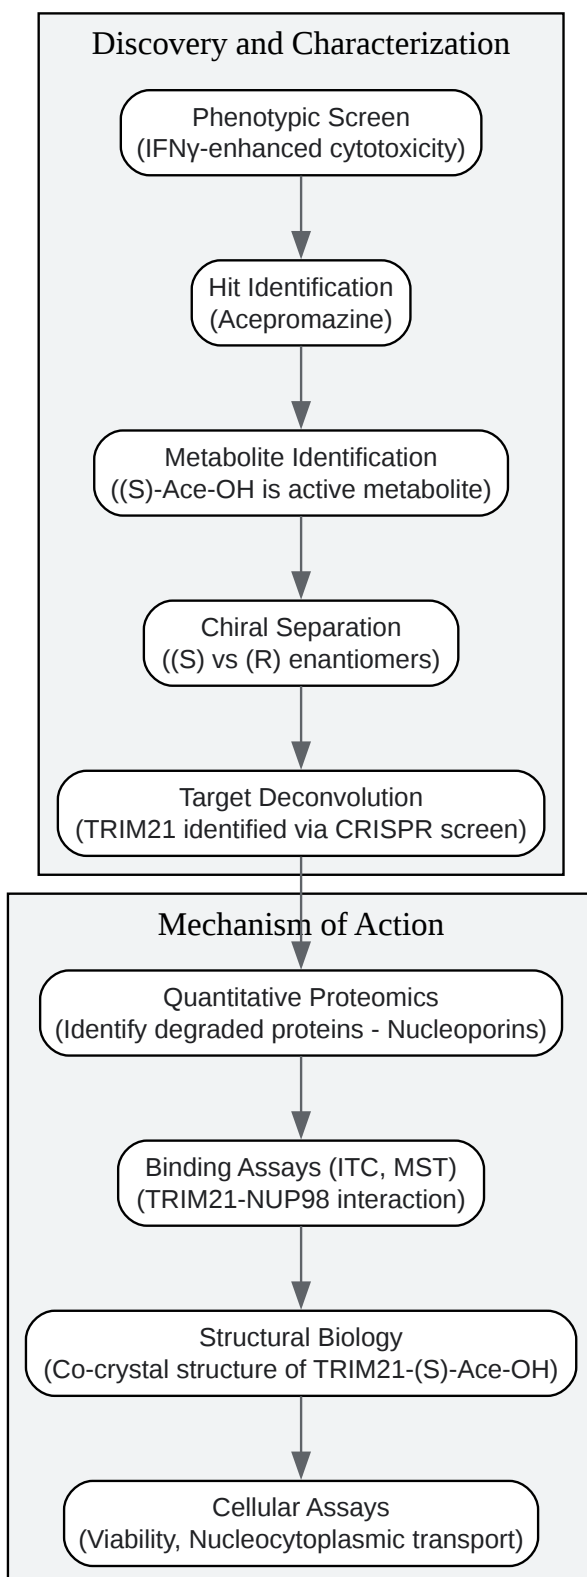 Discovery and Characterization
Phenotypic Screen
(IFNγ-enhanced cytotoxicity)
Hit Identification
(Acepromazine)
Metabolite Identification
((S)-Ace-OH is active metabolite)
Chiral Separation
((S) vs (R) enantiomers)
Target Deconvolution
(TRIM21 identified via CRISPR screen)
Mechanism of Action
Quantitative Proteomics
(Identify degraded proteins - Nucleoporins)
Binding Assays (ITC, MST)
(TRIM21-NUP98 interaction)
Structural Biology
(Co-crystal structure of TRIM21-(S)-Ace-OH)
Cellular Assays
(Viability, Nucleocytoplasmic transport)